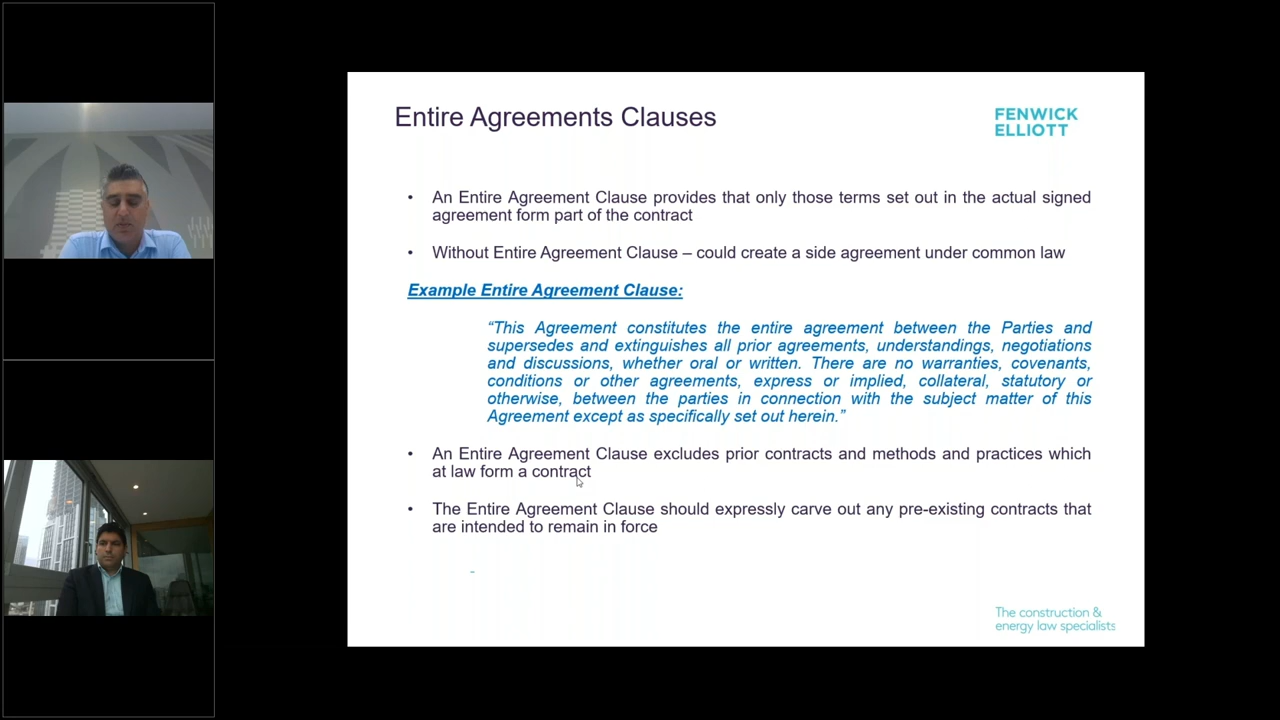 Entire Agreements Clauses
FENWICK
ELLIOTT
• An Entire Agreement Clause provides that only those terms set out in the actual signed
agreement form part of the contract
• Without Entire Agreement Clause – could create a side agreement under common law
Example Entire Agreement Clause:
“This Agreement constitutes the entire agreement between the Parties and
supersedes and extinguishes all prior agreements, understandings, negotiations
and discussions, whether oral or written. There are no warranties, covenants,
conditions or other agreements, express or implied, collateral, statutory or
otherwise, between the parties in connection with the subject matter of this
Agreement except as specifically set out herein.”
• An Entire Agreement Clause excludes prior contracts and methods and practices which
at law form a contract
• The Entire Agreement Clause should expressly carve out any pre-existing contracts that
are intended to remain in force
-
The construction &
energy law specialists